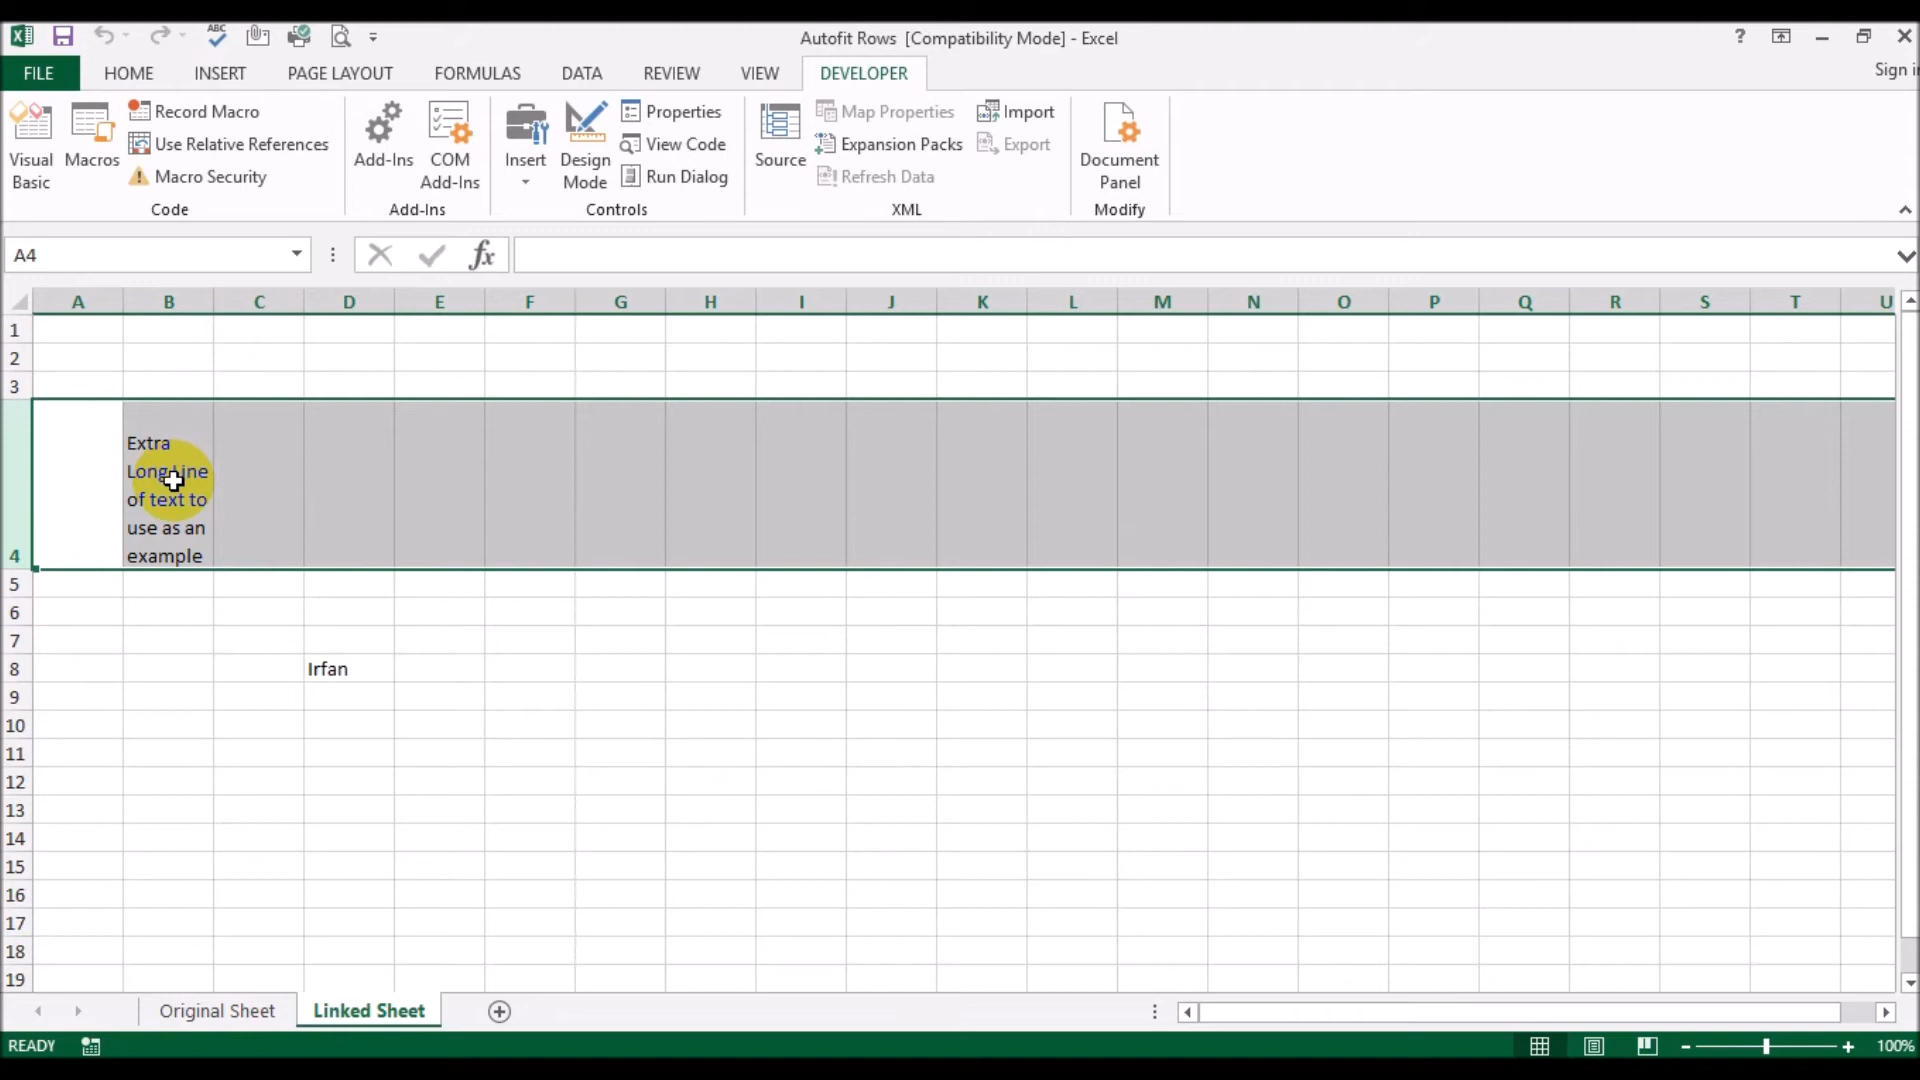 Autofit Rows [Compatibility Mode] - Excel
ABC
?
FILE HOME INSERT PAGE LAYOUT FORMULAS DATA REVIEW VIEW DEVELOPER
Sign in
Visual Basic
Macros
Record Macro
Use Relative References
Macro Security
Code
Add-Ins
COM Add-Ins
Add-Ins
Insert
Design Mode
Properties
View Code
Run Dialog
Controls
Source
Map Properties
Expansion Packs
Refresh Data
Import
Export
XML
Document Panel
Modify
A4
fx
A B C D E F G H I J K L M N O P Q R S T U
1
2
3
4
Extra
Long Line
of text to
use as an
example
5
6
7
8 Irfan
9
10
11
12
13
14
15
16
17
18
19
Original Sheet Linked Sheet
READY
100%